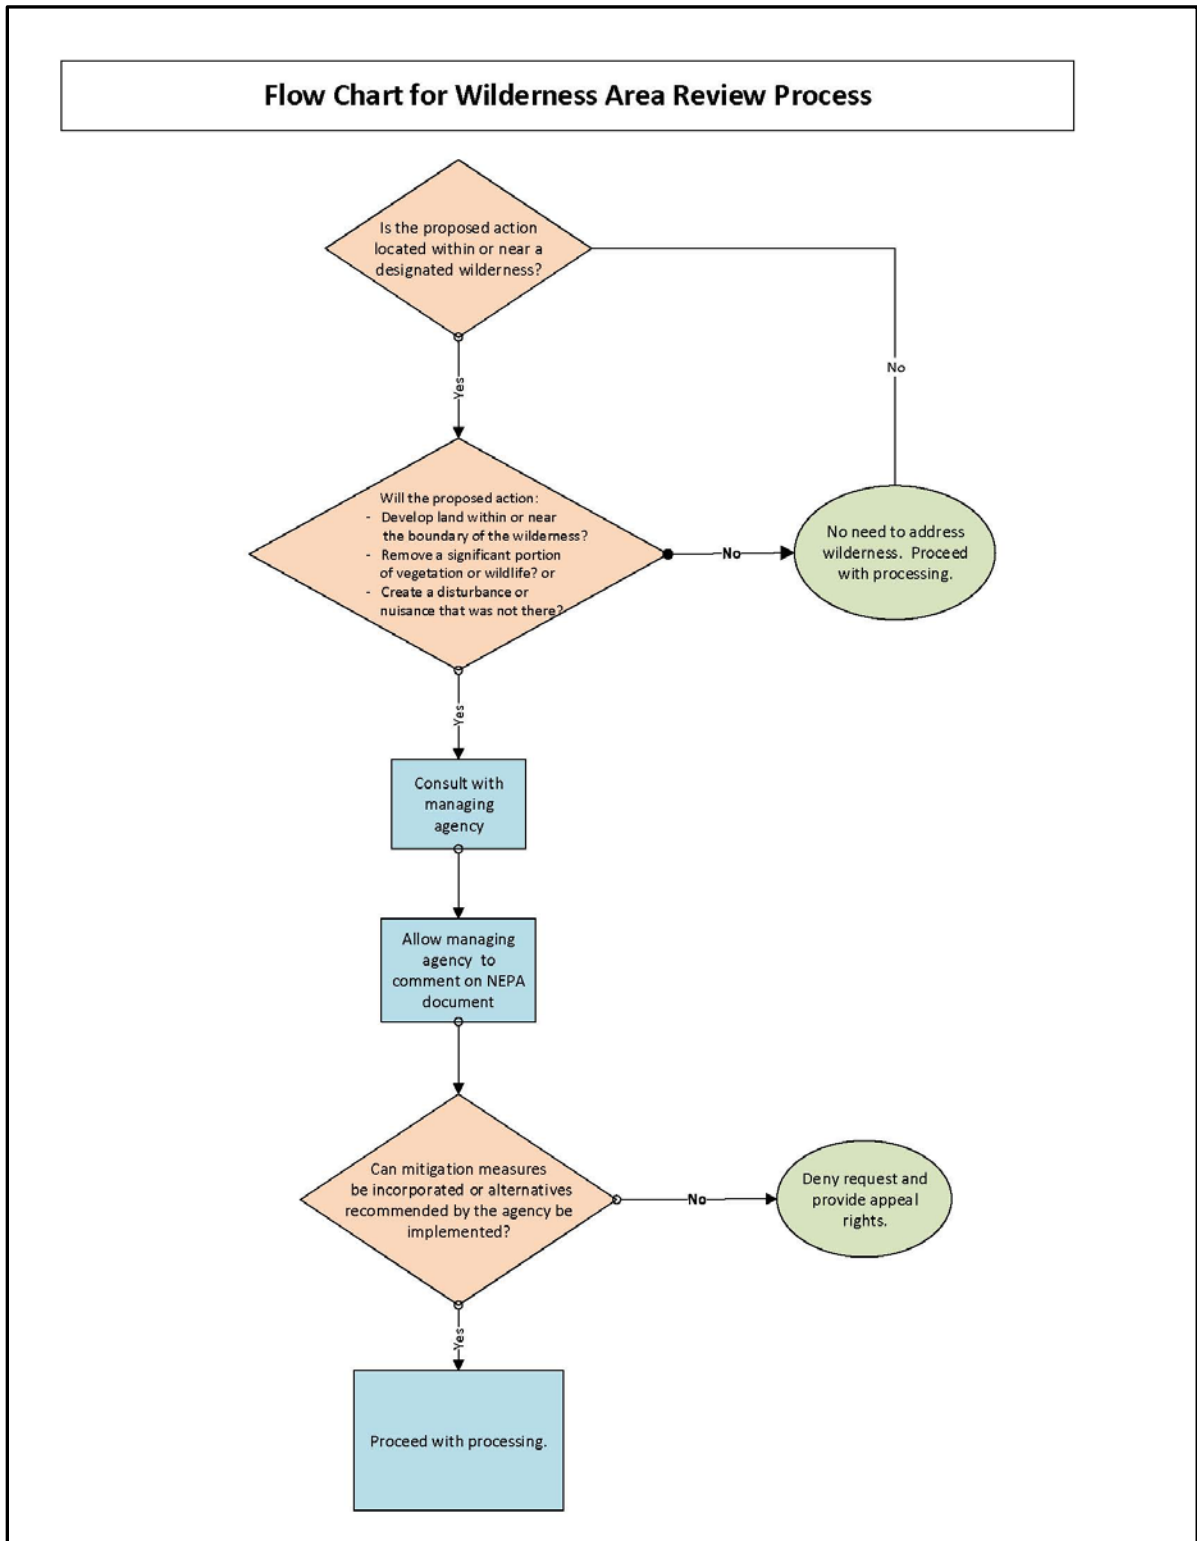 Flow Chart for Wilderness Area Review Process
Is the proposed action
located within or near a
designated wilderness?
No
Yes
Will the proposed action:
- Develop land within or near
the boundary of the wilderness?
- Remove a significant portion
of vegetation or wildlife? or
- Create a disturbance or
nuisance that was not there?
No
No need to address
wilderness. Proceed
with processing.
Yes
Consult with
managing
agency
Allow managing
agency to
comment on NEPA
document
Can mitigation measures
be incorporated or alternatives
recommended by the agency be
implemented?
No
Deny request and
provide appeal
rights.
Yes
Proceed with processing.